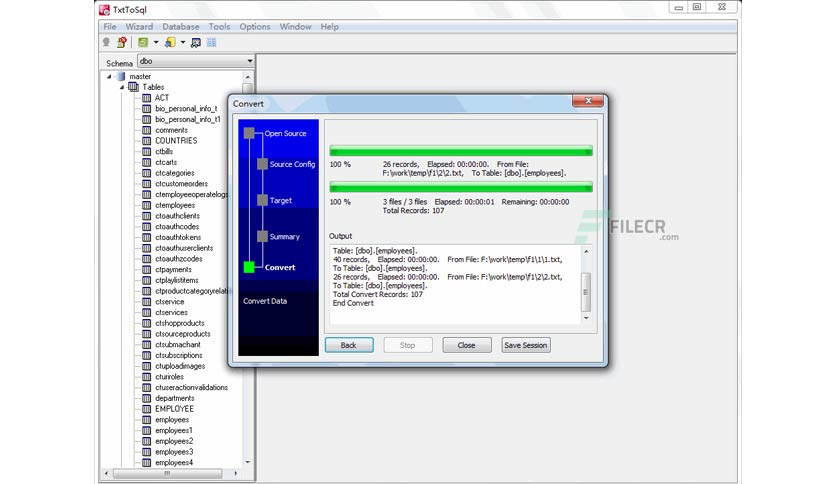 TxtToSql
File Wizard Database Tools Options Help
Schema dbo
master
Tables
ACT
bio_personal_info_t
bio_personal_info_t1
comments
COUNTRIES
ctbills
ctcarts
ctcategories
ctcustomerorders
ctemployeeoperatelogs
ctemployees
ctoauthclients
ctoauthcodes
ctoauthtokens
ctoauthuserclients
ctoauthzcodes
ctpayments
ctplaylistitems
ctproductcategoryrelati
ctservice
ctservices
ctshopproducts
ctsourceproducts
ctsubmachant
ctsubscriptions
ctuploadimages
cturiroles
ctuseractionvalidations
departments
EMPLOYEE
employees
employees1
employees2
employees3
employees4
Convert
Open Source
Source Config
Target
Summary
Convert
Convert Data
100 % 26 records, Elapsed: 00:00:00. From File:
F:\work\temp\f1\2\2.txt, To Table: [dbo].[employees].
100 % 3 files / 3 files Elapsed: 00:00:01 Remaining: 00:00:00
Total Records: 107
Output
Table: [dbo].[employees].
40 records, Elapsed: 00:00:00. From File: F:\work\temp\f1\1\1.txt,
To Table: [dbo].[employees].
26 records, Elapsed: 00:00:00. From File: F:\work\temp\f1\2\2.txt,
To Table: [dbo].[employees].
Total Convert Records: 107
End Convert
Back Stop Close Save Session
FILECR
.com